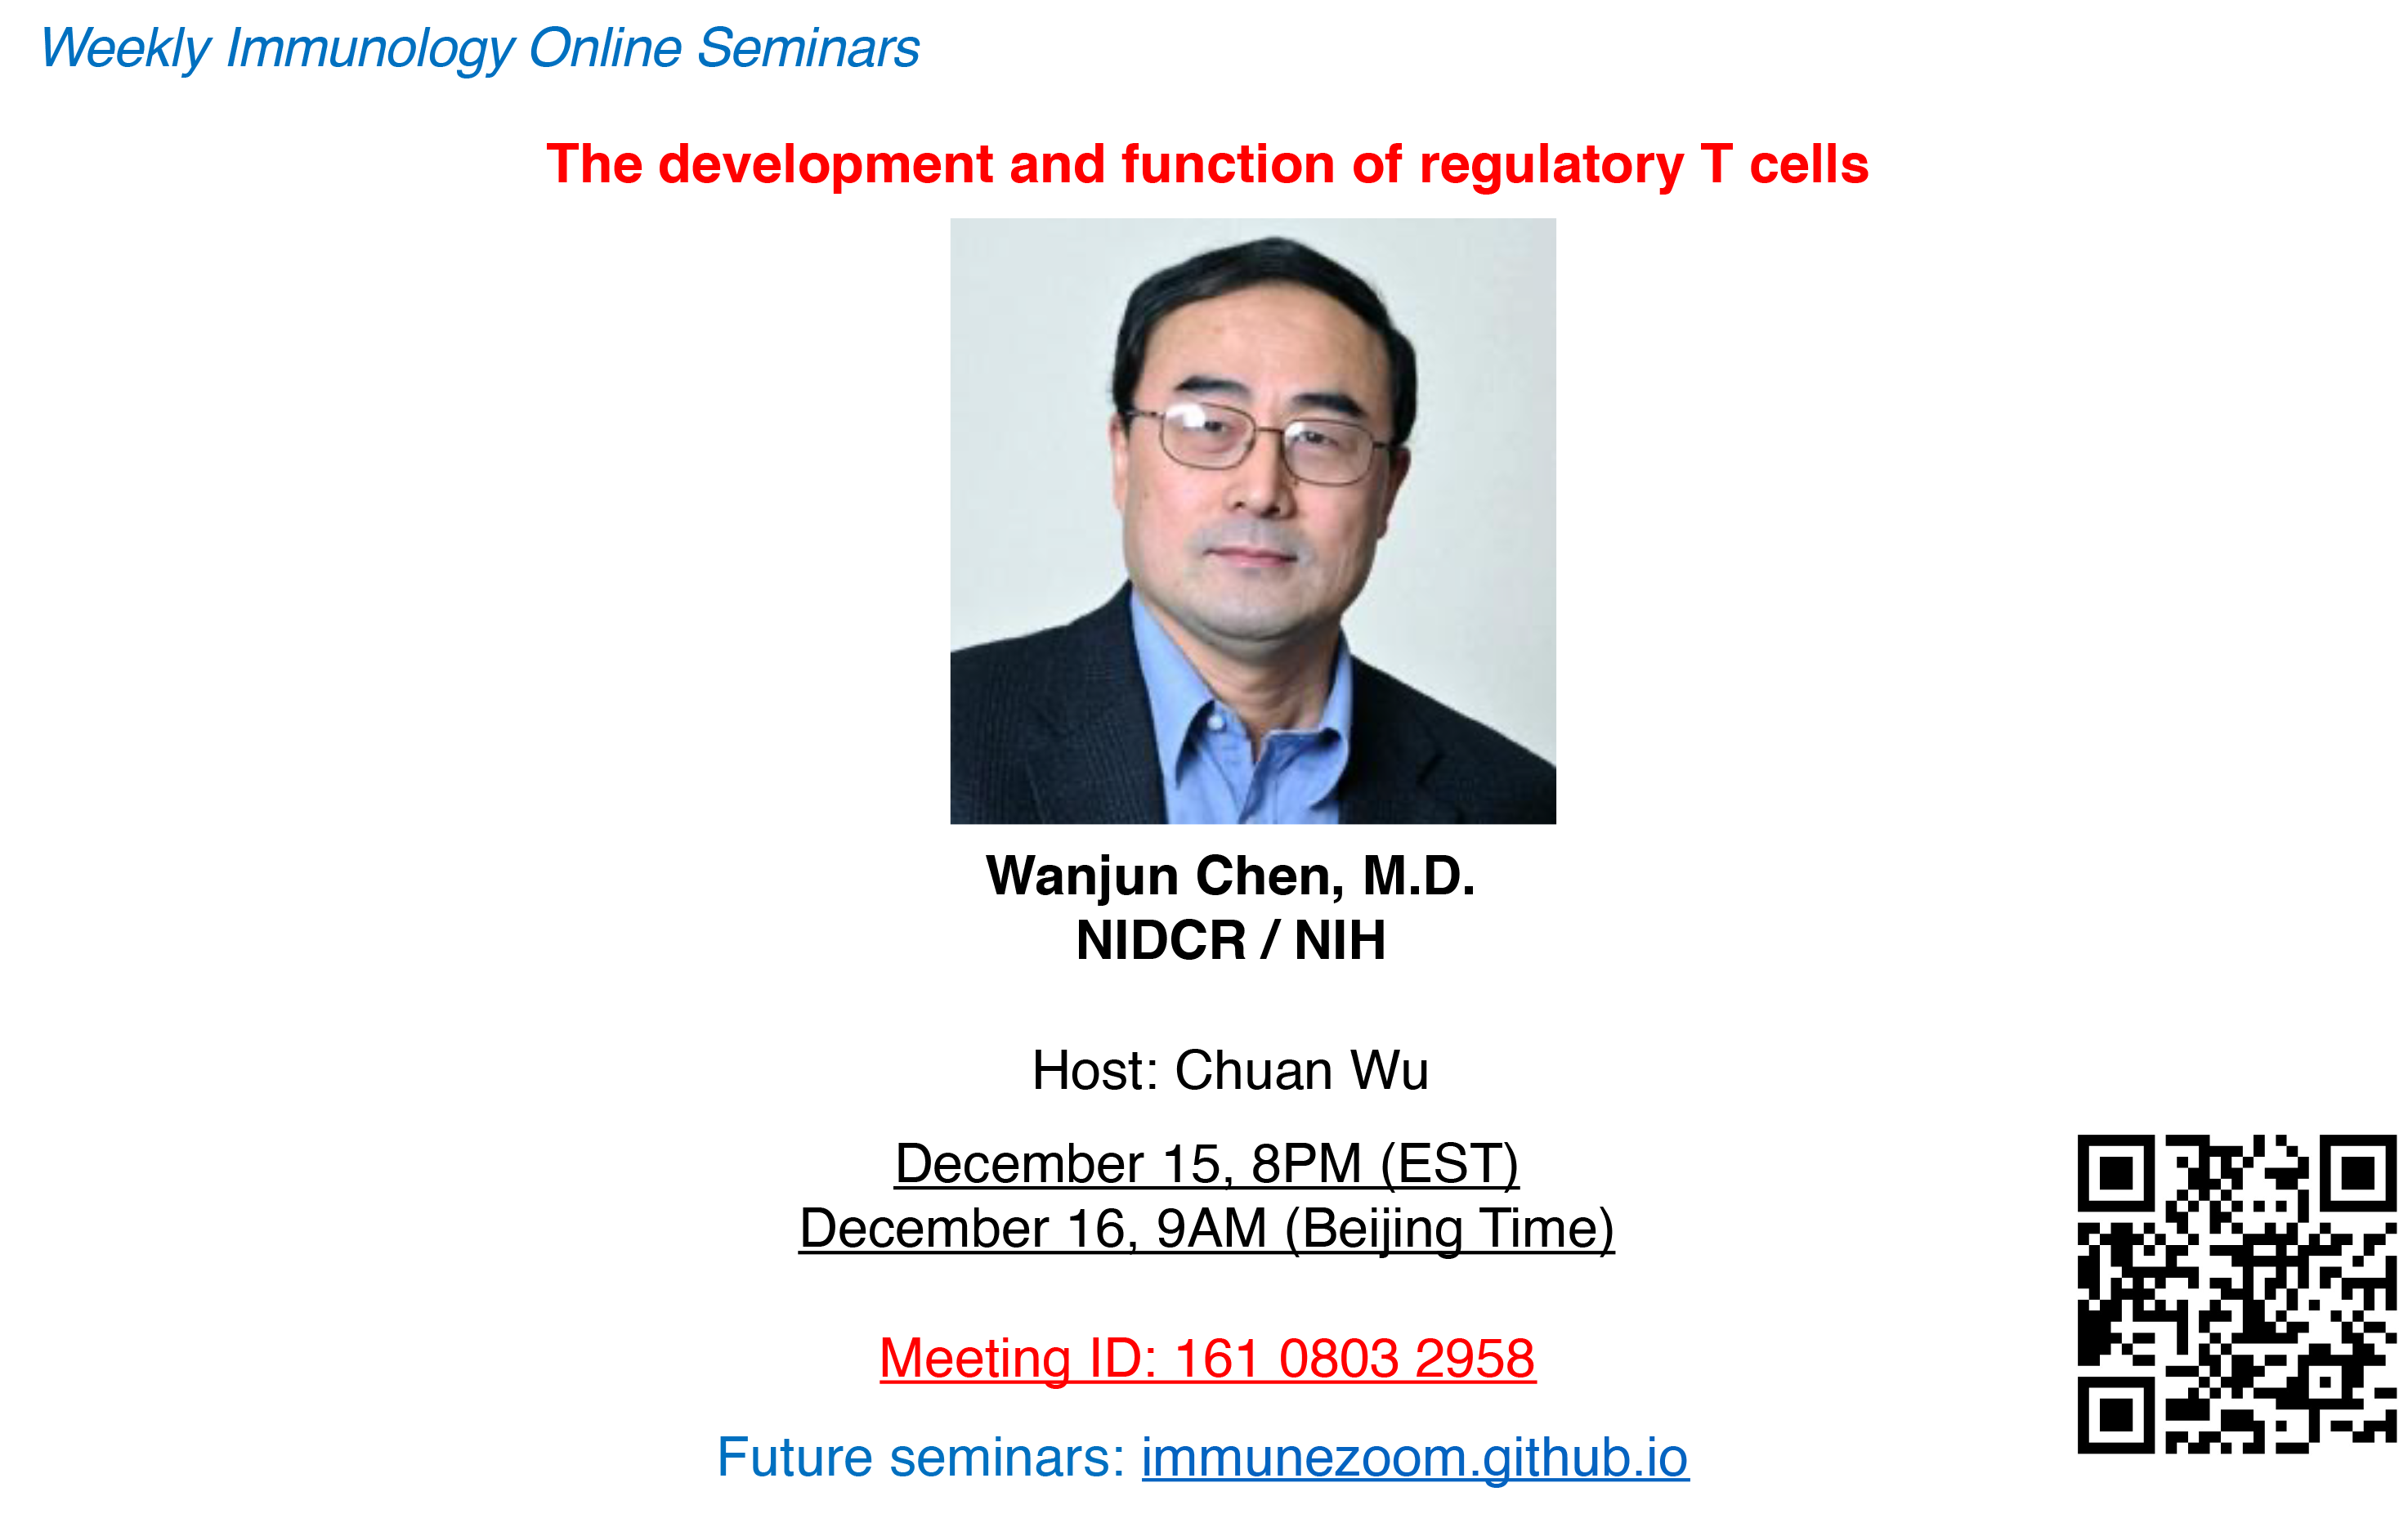 Weekly Immunology Online Seminars
The development and function of regulatory T cells
Wanjun Chen, M.D.
NIDCR / NIH
Host: Chuan Wu
December 15, 8PM (EST)
December 16, 9AM (Beijing Time)
Meeting ID: 161 0803 2958
Future seminars: immunezoom.github.io